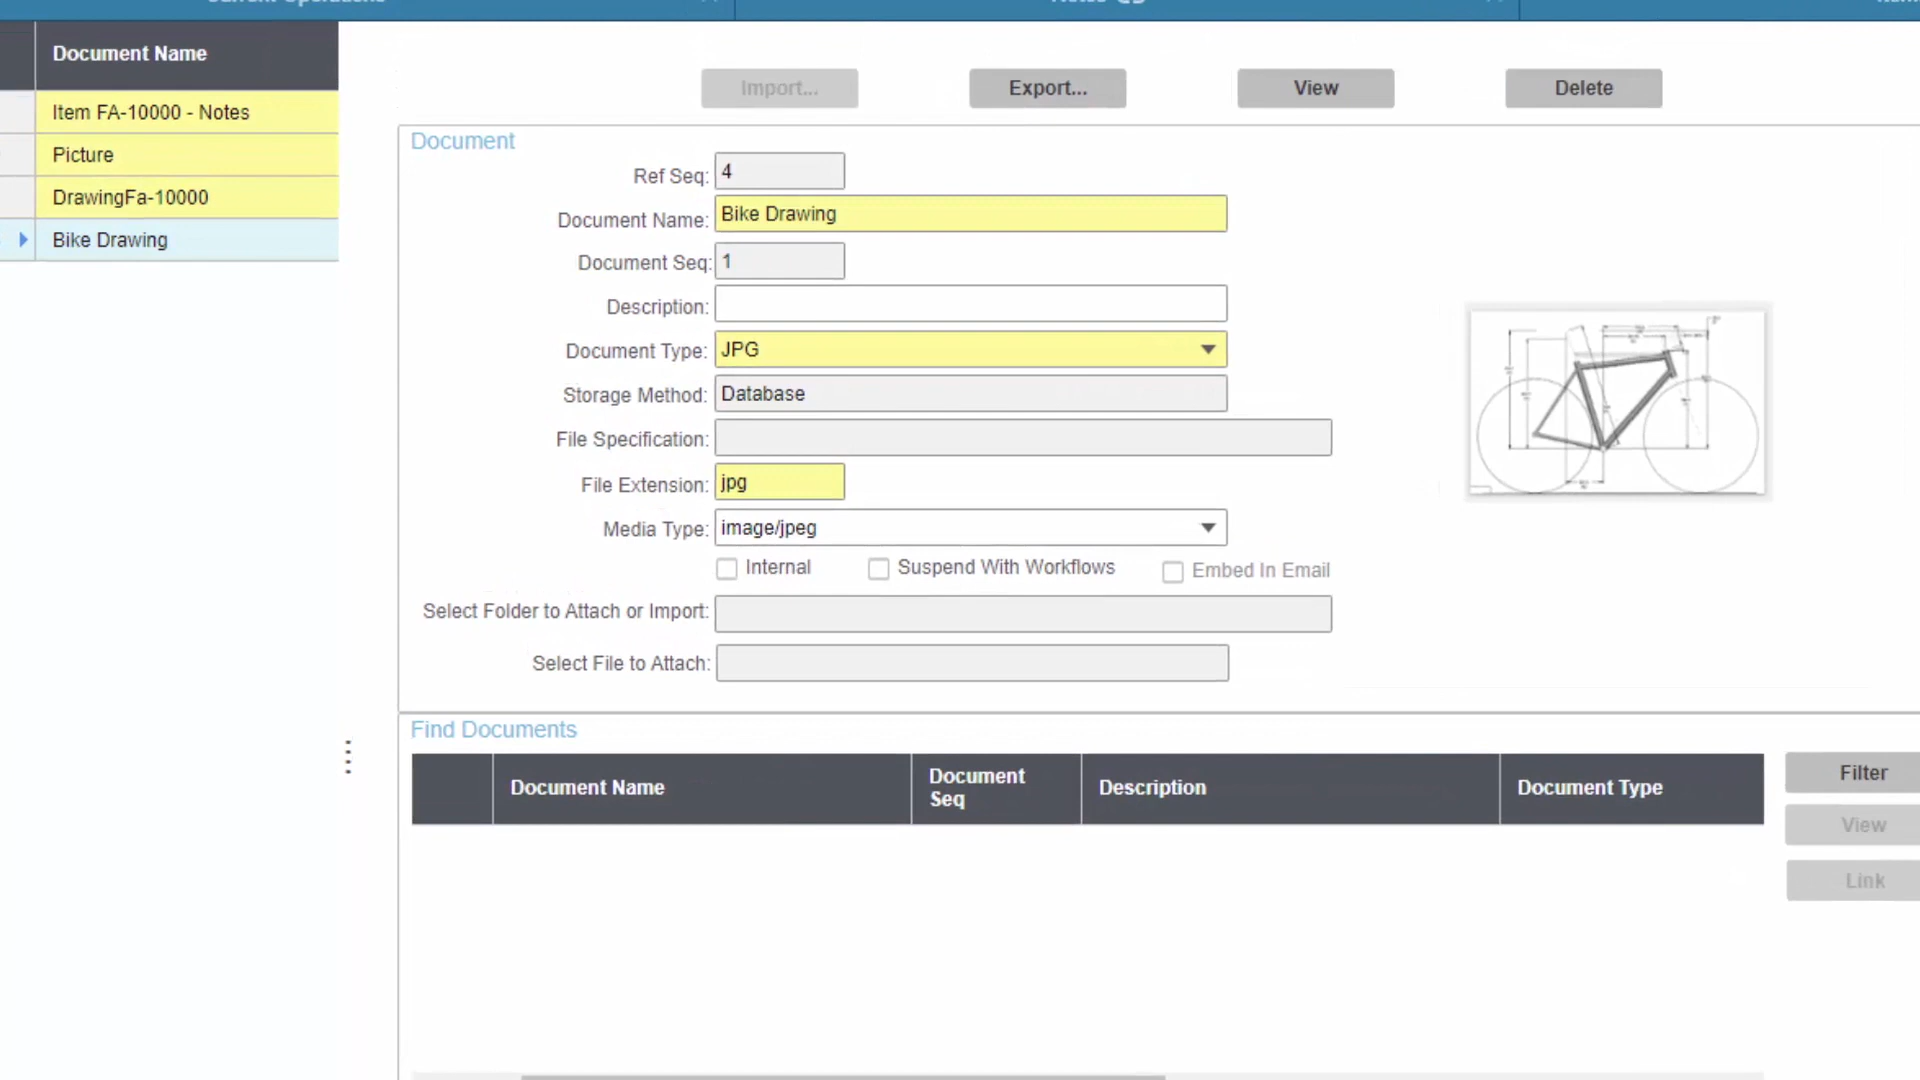 Current Operations
Notes
Document Name
Item FA-10000 - Notes
Picture
DrawingFa-10000
Bike Drawing
Import...
Export...
View
Delete
Document
Ref Seq: 4
Document Name: Bike Drawing
Document Seq: 1
Description:
Document Type: JPG
Storage Method: Database
File Specification:
File Extension: jpg
Media Type: image/jpeg
Internal
Suspend With Workflows
Embed In Email
Select Folder to Attach or Import:
Select File to Attach:
Find Documents
Document Name
Document
Seq
Description
Document Type
Filter
View
Link